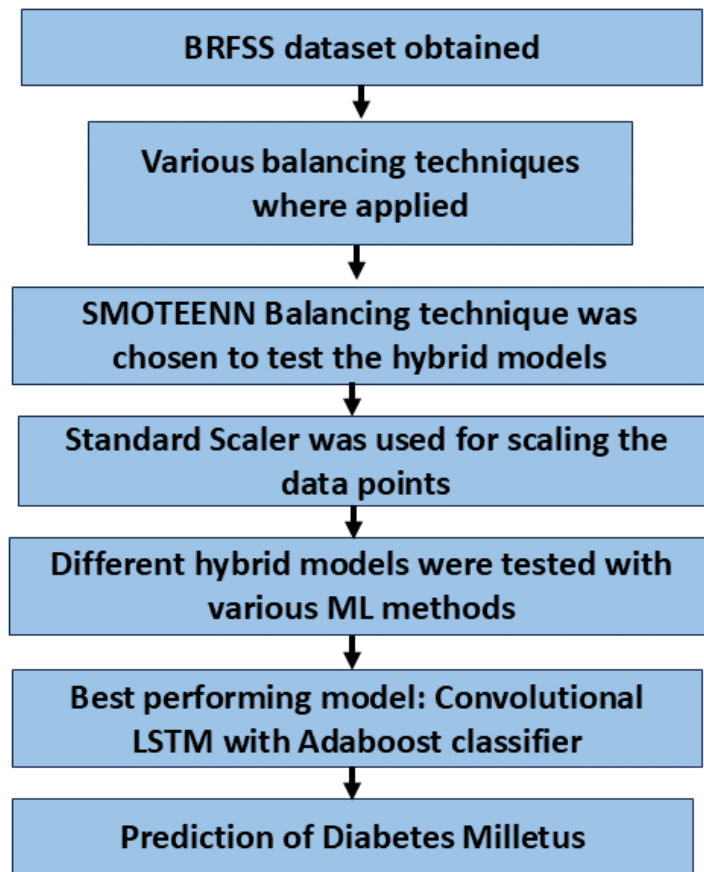 BRFSS dataset obtained
Various balancing techniques
where applied
SMOTEENN Balancing technique was
chosen to test the hybrid models
Standard Scaler was used for scaling the
data points
Different hybrid models were tested with
various ML methods
Best performing model: Convolutional
LSTM with Adaboost classifier
Prediction of Diabetes Milletus